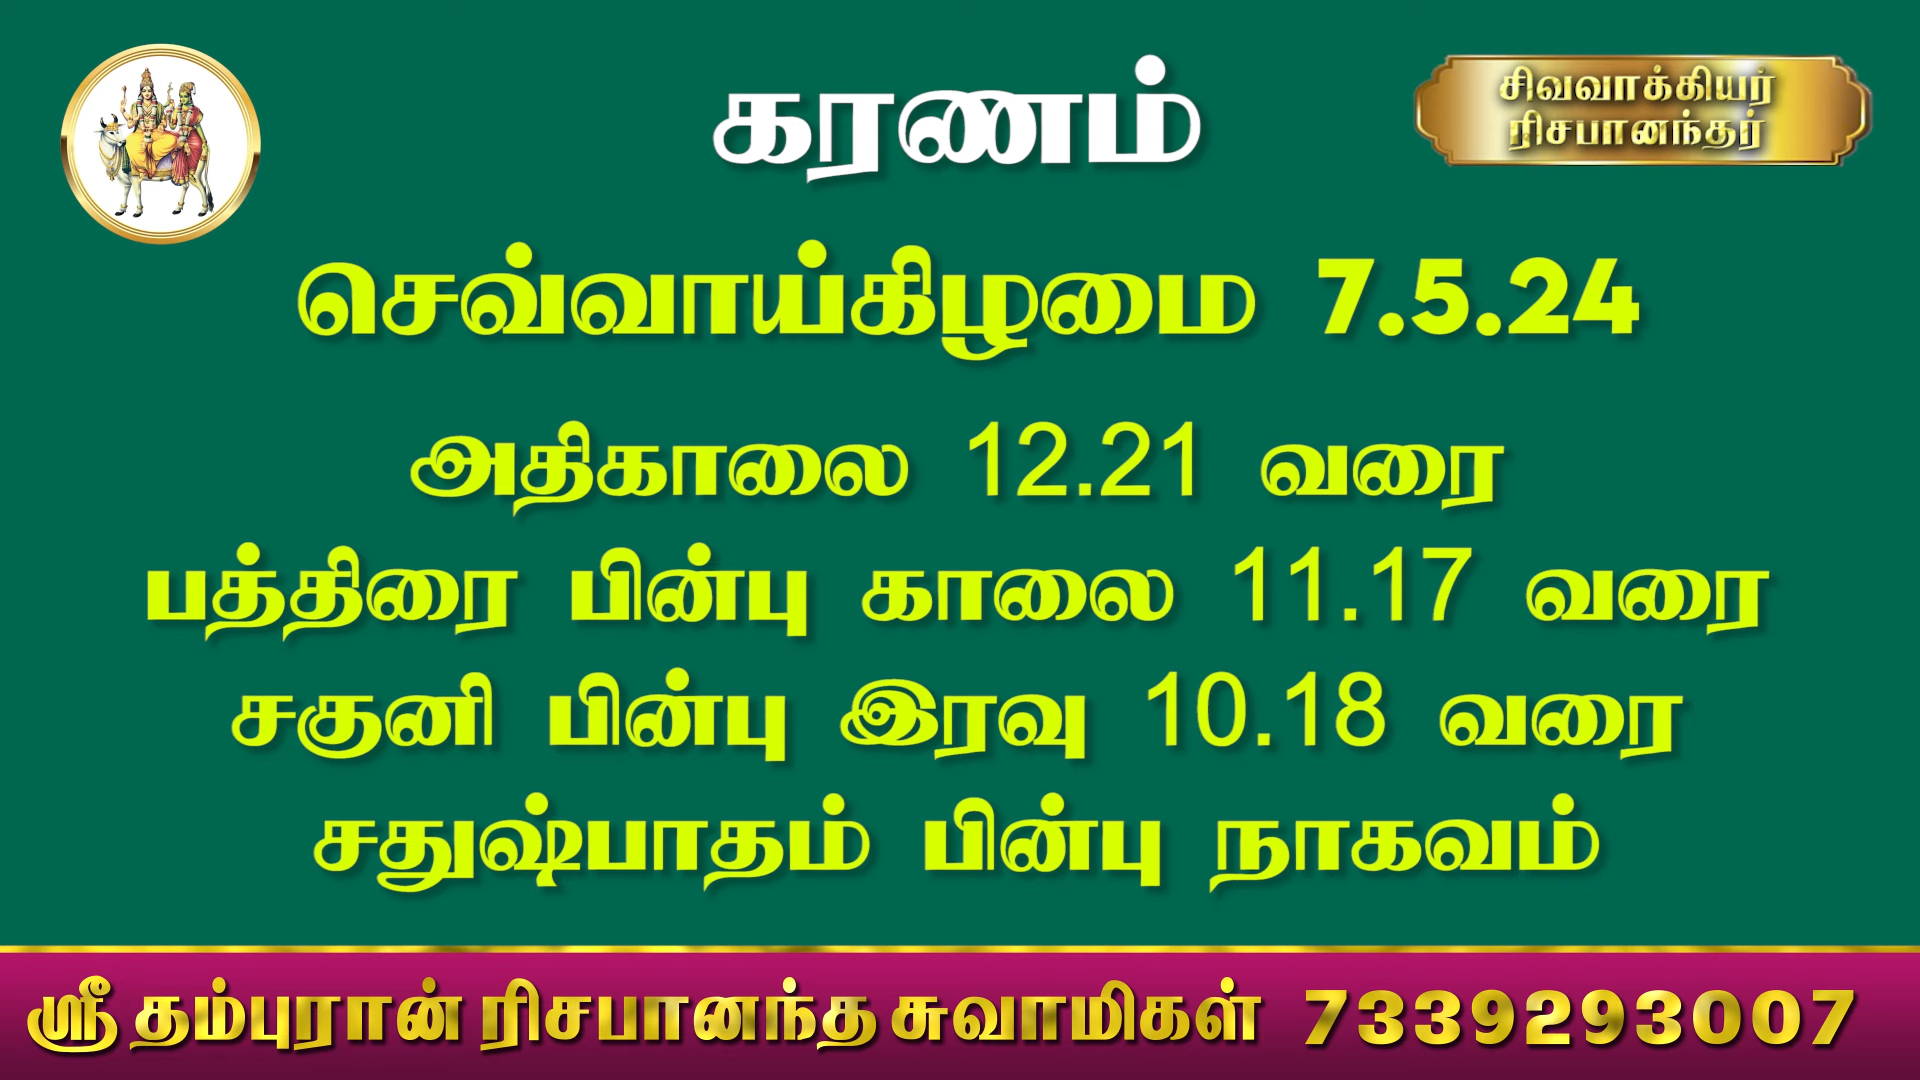 கரணம்
சிவவாக்கியர்
ரிசபானந்தர்
செவ்வாய்கிழமை 7.5.24
அதிகாலை 12.21 வரை
பத்திரை பின்பு காலை 11.17 வரை
சகுனி பின்பு இரவு 10.18 வரை
சதுஷ்பாதம் பின்பு நாகவம்
ஸ்ரீ தம்புரான் ரிசபானந்த சுவாமிகள் 7339293007